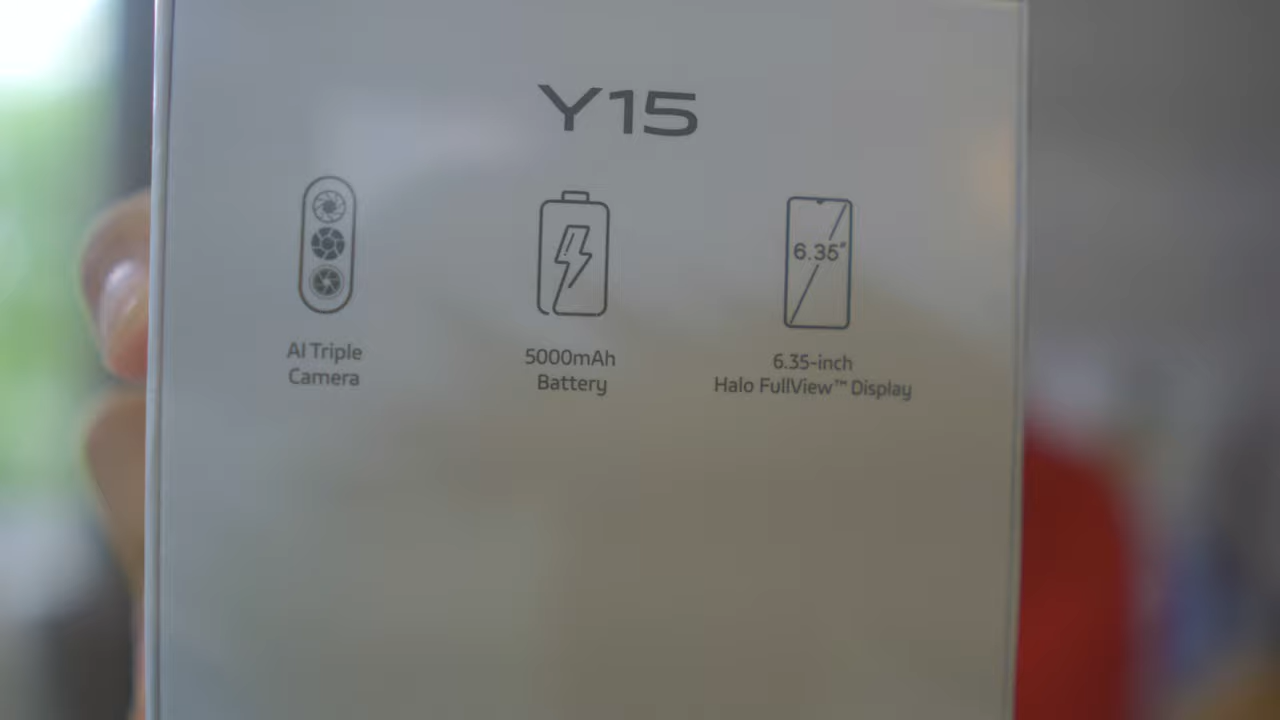 Y15
6.35"
AI Triple
Camera
5000mAh
Battery
6.35-inch
Halo FullView™ Display